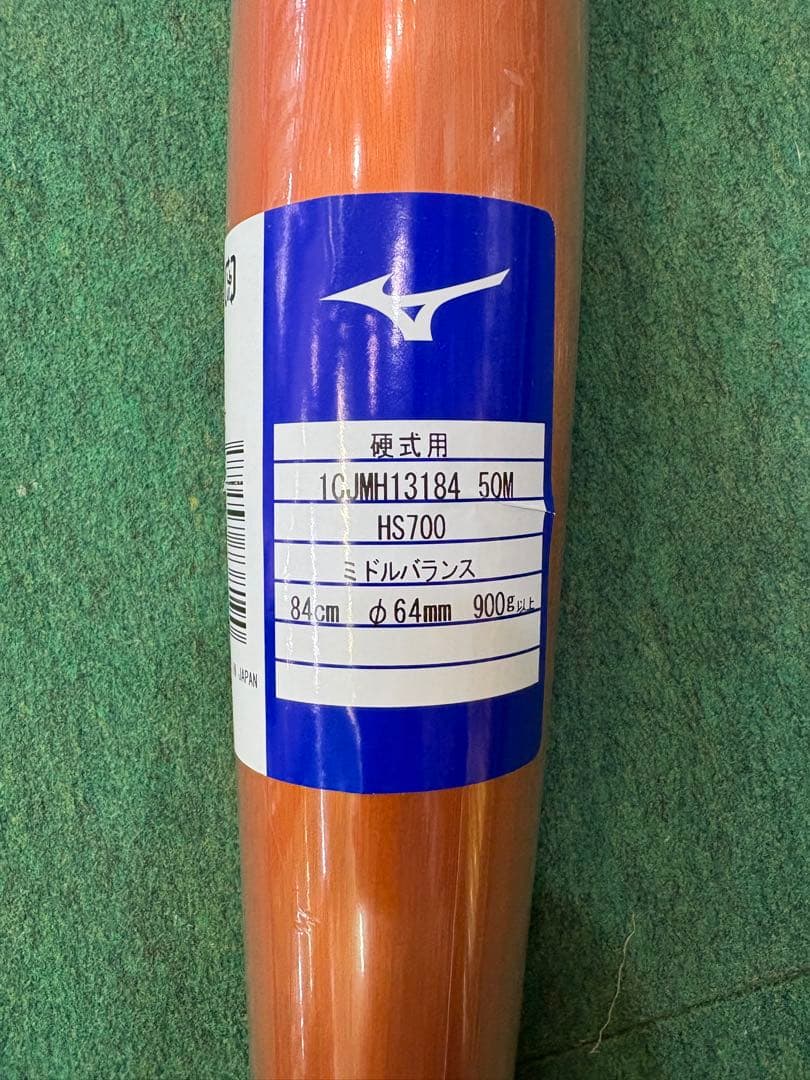 硬式用
1CJMH13184 50M
HS700
ミドルバランス
84cm φ64mm 900g以上
JAPAN